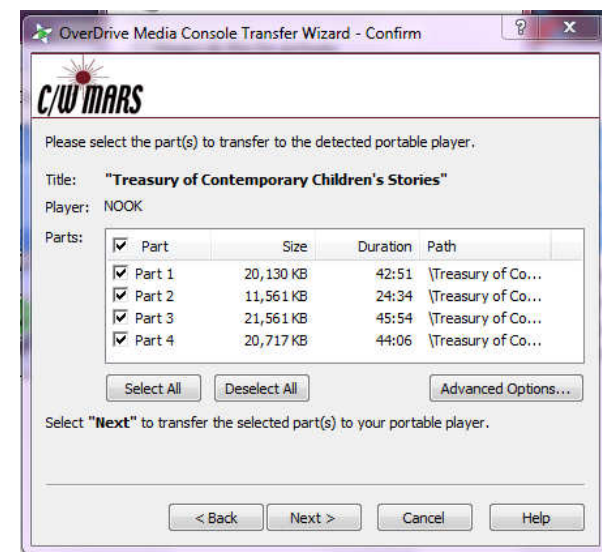 OverDrive Media Console Transfer Wizard - Confirm
C/W MARS
Please select the part(s) to transfer to the detected portable player.
Title: "Treasury of Contemporary Children's Stories"
Player: NOOK
Parts: Part Size Duration Path
Part 1 20,130 KB 42:51 \Treasury of Co...
Part 2 11,561 KB 24:34 \Treasury of Co...
Part 3 21,561 KB 45:54 \Treasury of Co...
Part 4 20,717 KB 44:06 \Treasury of Co...
Select All Deselect All Advanced Options...
Select "Next" to transfer the selected part(s) to your portable player.
< Back Next > Cancel Help